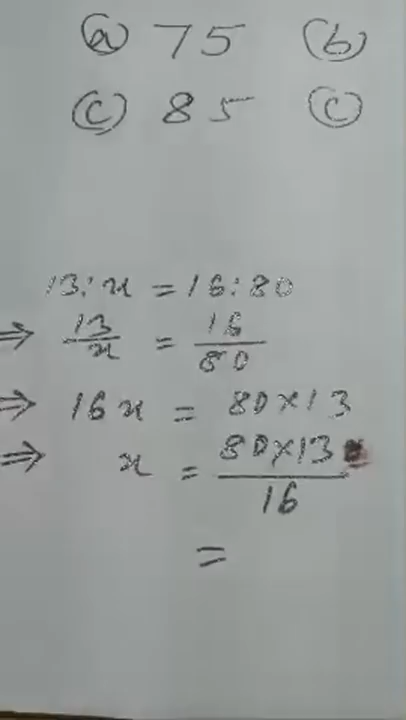 (a) 75 (b)
(c) 85 (c)
13:x = 16:80
⇒ 13/x = 16/80
⇒ 16x = 80×13
⇒ x = 80×13/16
=